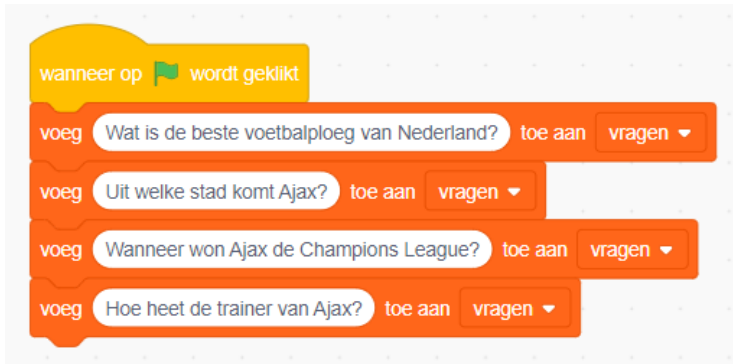 wanneer op wordt geklikt
voeg Wat is de beste voetbalploeg van Nederland? toe aan vragen
voeg Uit welke stad komt Ajax? toe aan vragen
voeg Wanneer won Ajax de Champions League? toe aan vragen
voeg Hoe heet de trainer van Ajax? toe aan vragen